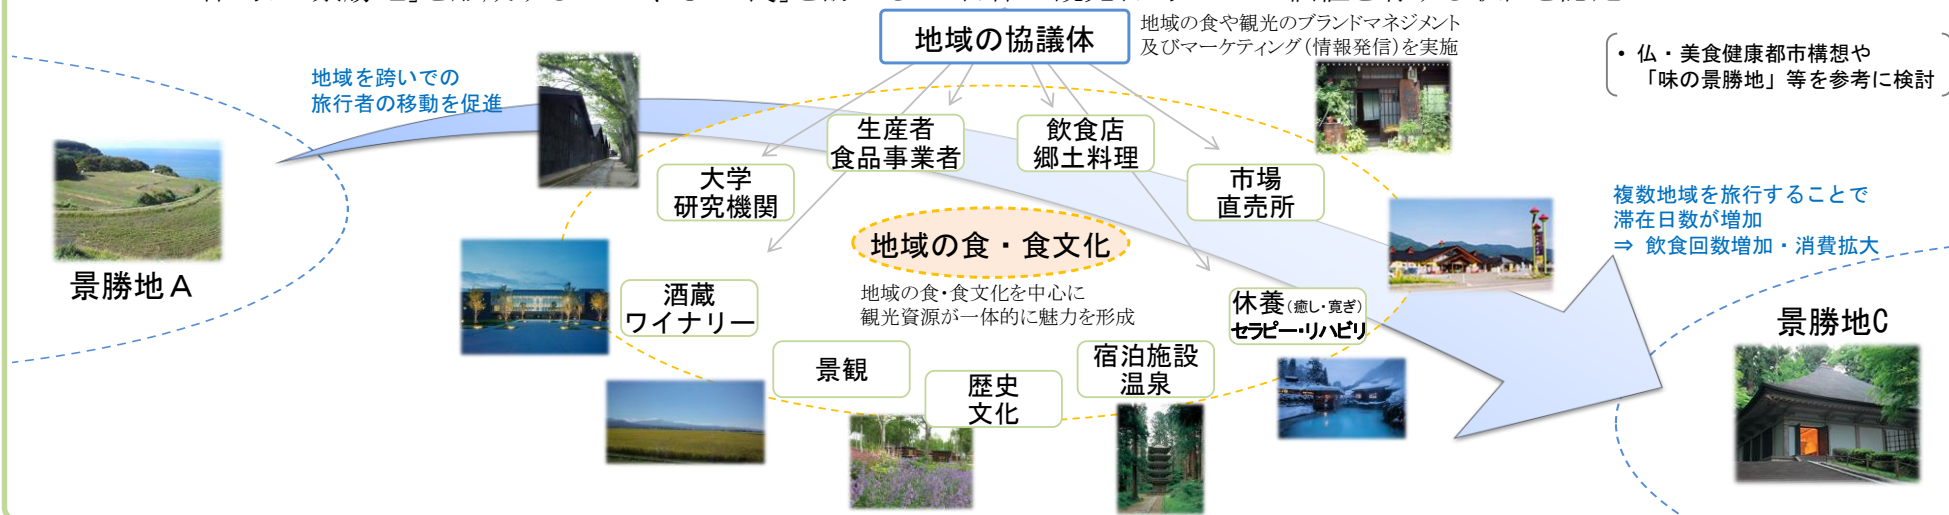 地域の協議体
地域の食や観光のブランドマネジメント
及びマーケティング(情報発信)を実施
• 仏・美食健康都市構想や
「味の景勝地」等を参考に検討
地域を跨いでの
旅行者の移動を促進
生産者
食品事業者
飲食店
郷土料理
大学
研究機関
市場
直売所
複数地域を旅行することで
滞在日数が増加
⇒ 飲食回数増加・消費拡大
地域の食・食文化
景勝地A
地域の食・食文化を中心に
観光資源が一体的に魅力を形成
酒蔵
ワイナリー
休養(癒し・寛ぎ)
セラピー・リハビリ
景勝地C
景観
歴史
文化
宿泊施設
温泉